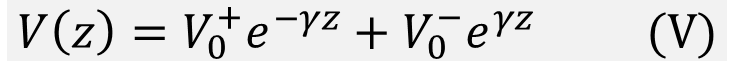 V(z) = V₀⁺e^{-γz} + V₀⁻e^{γz} (V)